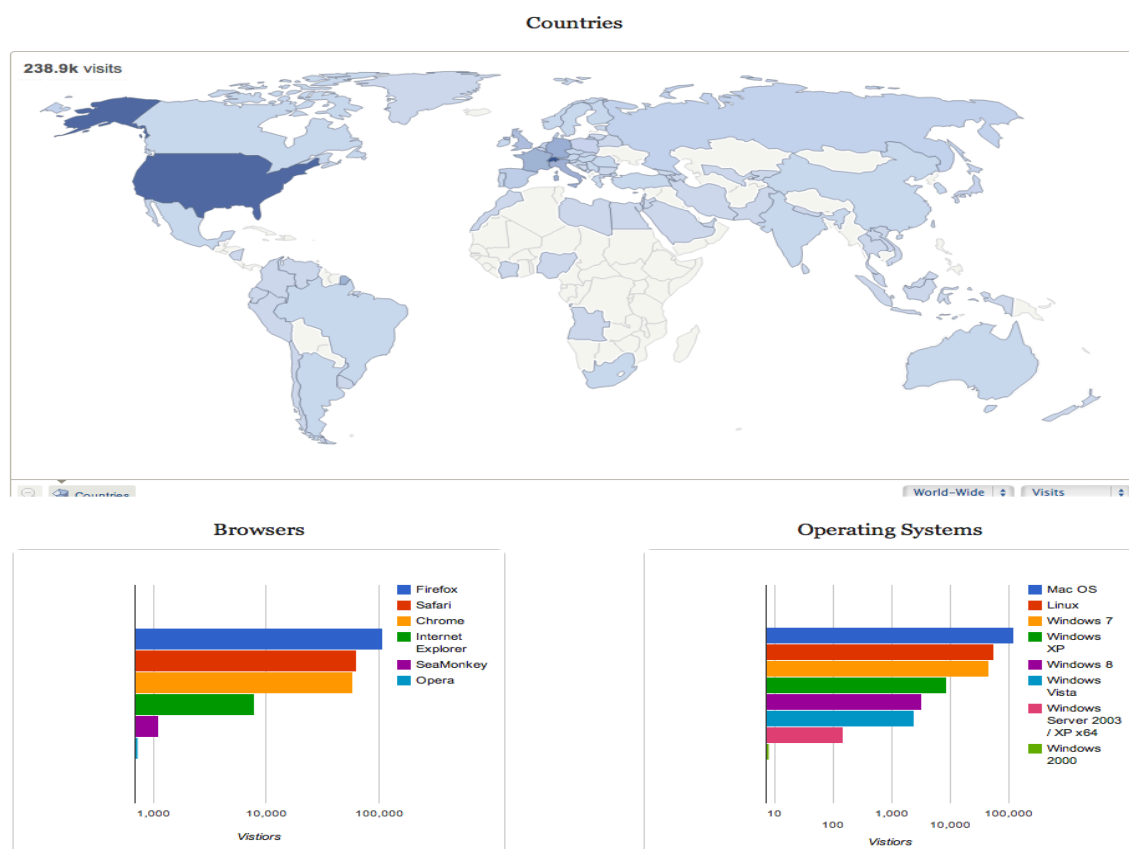 Countries
238.9k visits
Countries
World-Wide
Visits
Browsers
Operating Systems
Firefox
Safari
Chrome
Internet
Explorer
SeaMonkey
Opera
1,000
10,000
100,000
Vistiors
Mac OS
Linux
Windows 7
Windows
XP
Windows 8
Windows
Vista
Windows
Server 2003
/ XP x64
Windows
2000
10
1,000
100,000
100
10,000
Vistiors